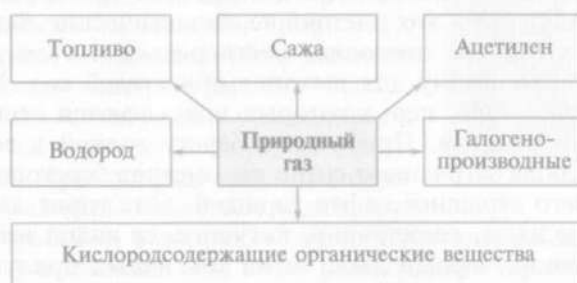 Топливо
Сажа
Ацетилен
Водород
Природный
газ
Галогено-
производные
Кислородсодержащие органические вещества